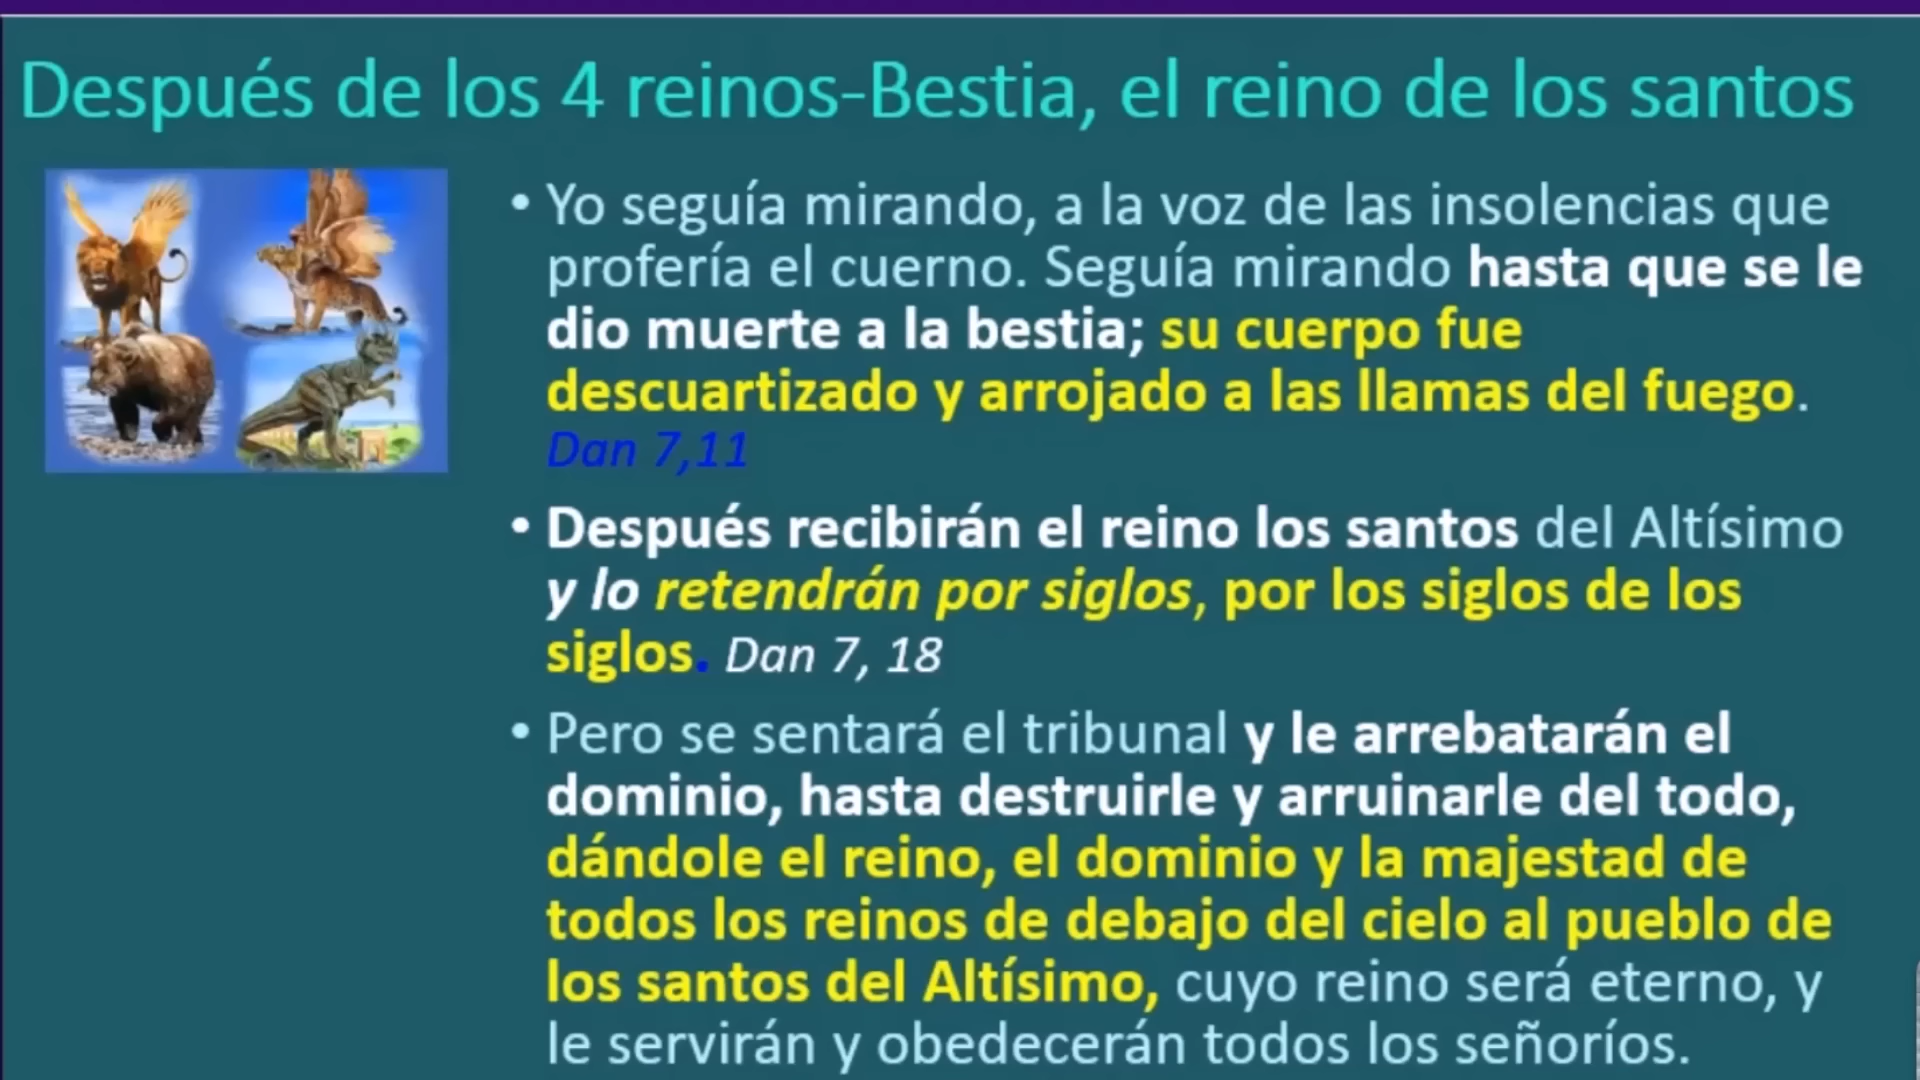 Después de los 4 reinos-Bestia, el reino de los santos
• Yo seguía mirando, a la voz de las insolencias que
profería el cuerno. Seguía mirando hasta que se le
dio muerte a la bestia; su cuerpo fue
descuartizado y arrojado a las llamas del fuego.
Dan 7,11
• Después recibirán el reino los santos del Altísimo
y lo retendrán por siglos, por los siglos de los
siglos. Dan 7, 18
• Pero se sentará el tribunal y le arrebatarán el
dominio, hasta destruirle y arruinarle del todo,
dándole el reino, el dominio y la majestad de
todos los reinos de debajo del cielo al pueblo de
los santos del Altísimo, cuyo reino será eterno, y
le servirán y obedecerán todos los señoríos.